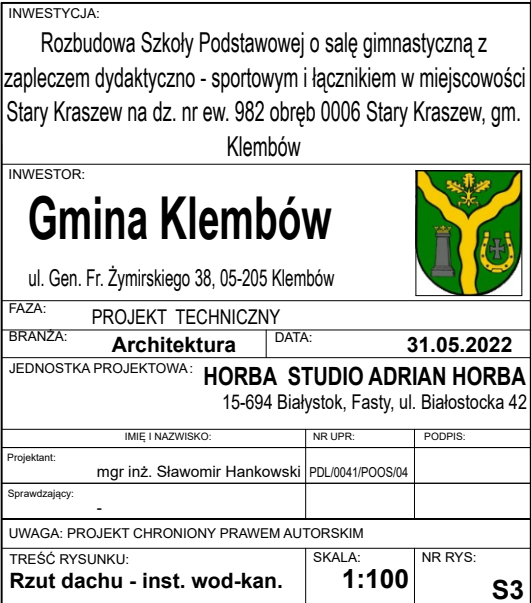 INWESTYCJA:
Rozbudowa Szkoły Podstawowej o salę gimnastyczną z
zapleczem dydaktyczno - sportowym i łącznikiem w miejscowości
Stary Kraszew na dz. nr ew. 982 obręb 0006 Stary Kraszew, gm.
Klembów
INWESTOR:
Gmina Klembów
ul. Gen. Fr. Żymirskiego 38, 05-205 Klembów
FAZA: PROJEKT TECHNICZNY
BRANŻA: Architektura DATA: 31.05.2022
JEDNOSTKA PROJEKTOWA: HORBA STUDIO ADRIAN HORBA
15-694 Białystok, Fasty, ul. Białostocka 42
IMIĘ I NAZWISKO: NR UPR: PODPIS:
Projektant:
mgr inż. Sławomir Hankowski PDL/0041/POOS/04
Sprawdzający:
-
UWAGA: PROJEKT CHRONIONY PRAWEM AUTORSKIM
TREŚĆ RYSUNKU: SKALA: NR RYS:
Rzut dachu - inst. wod-kan. 1:100 S3